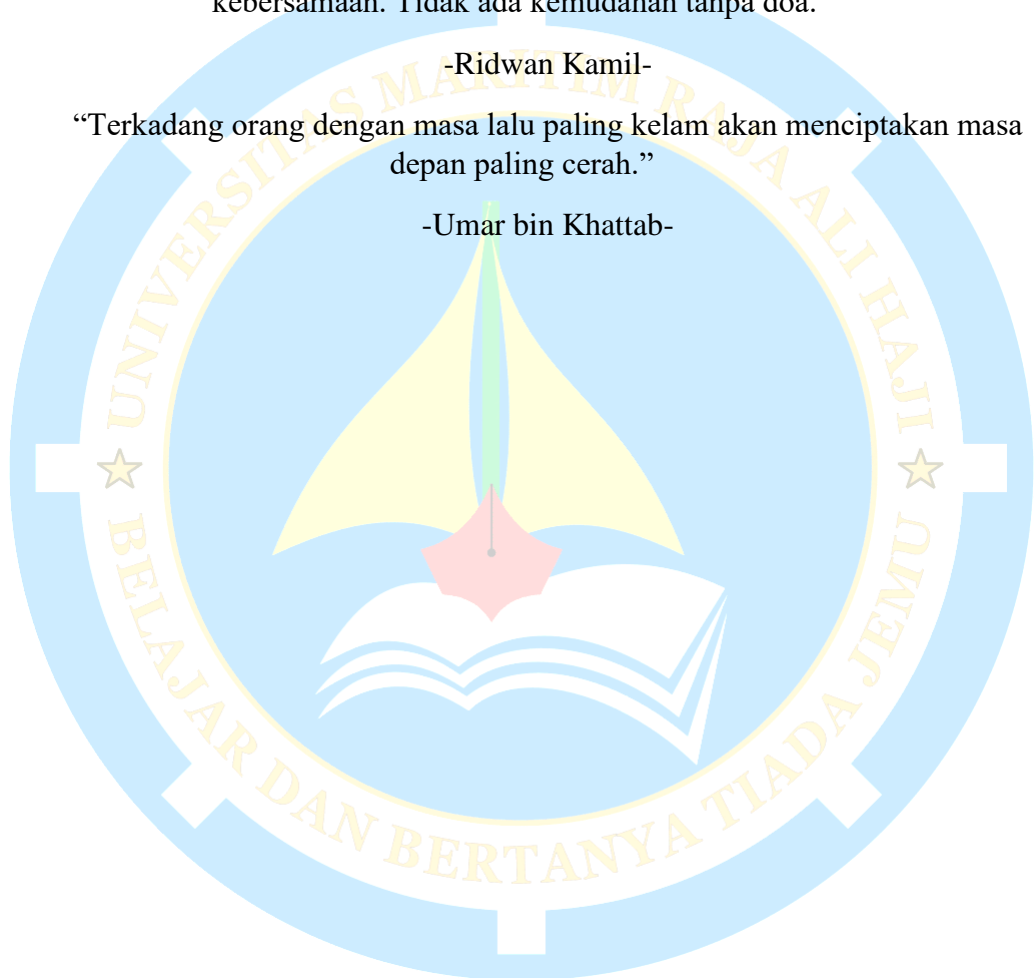 kebersamaan. Tidak ada kemudahan tanpa doa.
-Ridwan Kamil-
“Terkadang orang dengan masa lalu paling kelam akan menciptakan masa
depan paling cerah.”
-Umar bin Khattab-
UNIVERSITAS MARITIM RAJA ALI HAJI
BELAJAR DAN BERTANYA TIADA JEMU